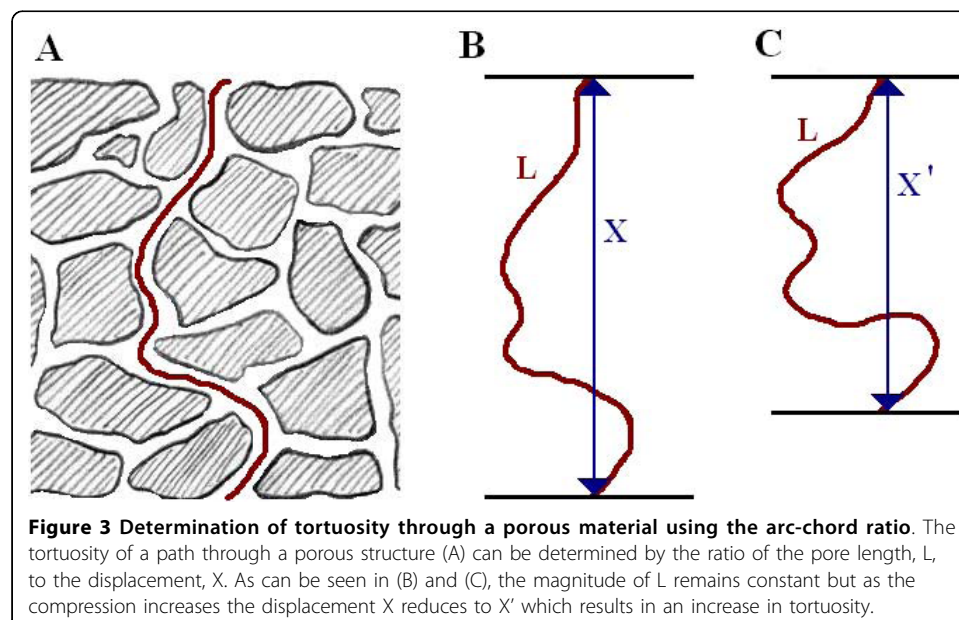 A
B
C
L
X
L
X'
Figure 3 Determination of tortuosity through a porous material using the arc-chord ratio. The
tortuosity of a path through a porous structure (A) can be determined by the ratio of the pore length, L,
to the displacement, X. As can be seen in (B) and (C), the magnitude of L remains constant but as the
compression increases the displacement X reduces to X’ which results in an increase in tortuosity.